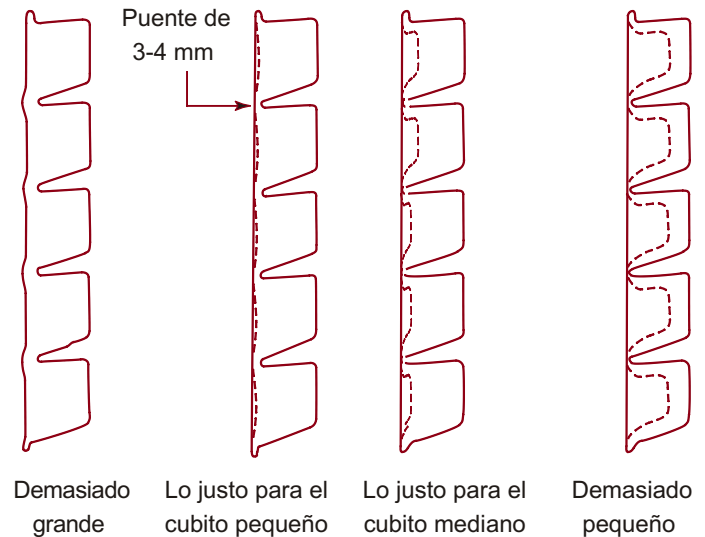 Puente de
3-4 mm
Demasiado
grande
Lo justo para el
cubito pequeño
Lo justo para el
cubito mediano
Demasiado
pequeño